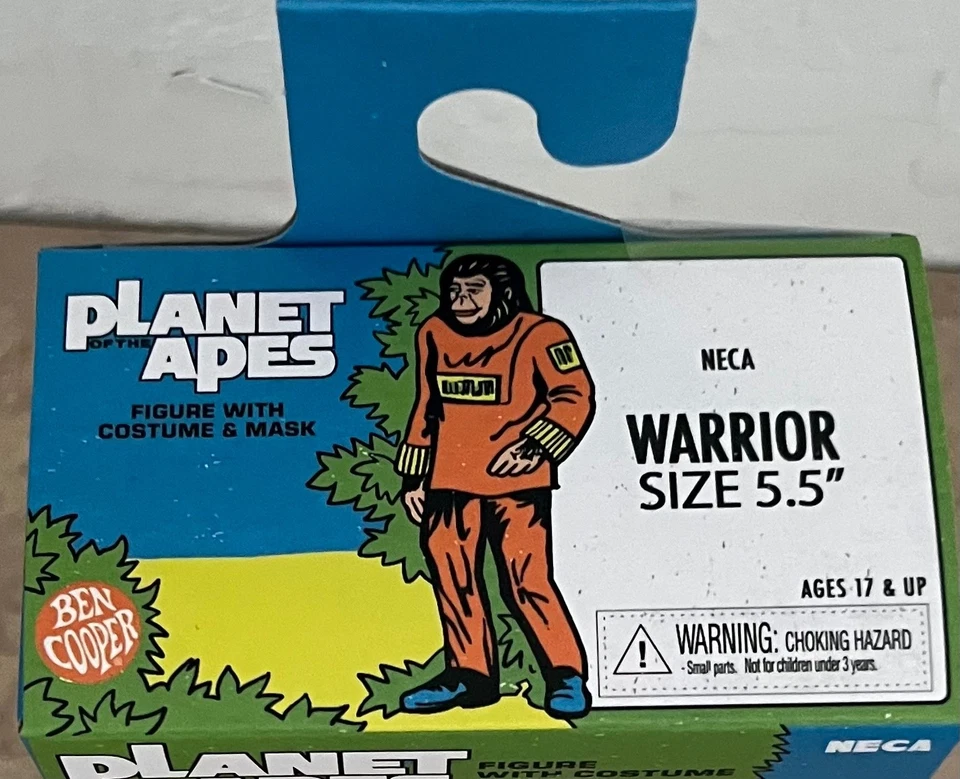 PLANET
OF THE
APES
FIGURE WITH
COSTUME & MASK
BEN
COOPER
NECA
WARRIOR
SIZE 5.5"
AGES 17 & UP
WARNING: CHOKING HAZARD
- Small parts. Not for children under 3 years.
NECA
PLANET
FIGURE
WITH COSTUME